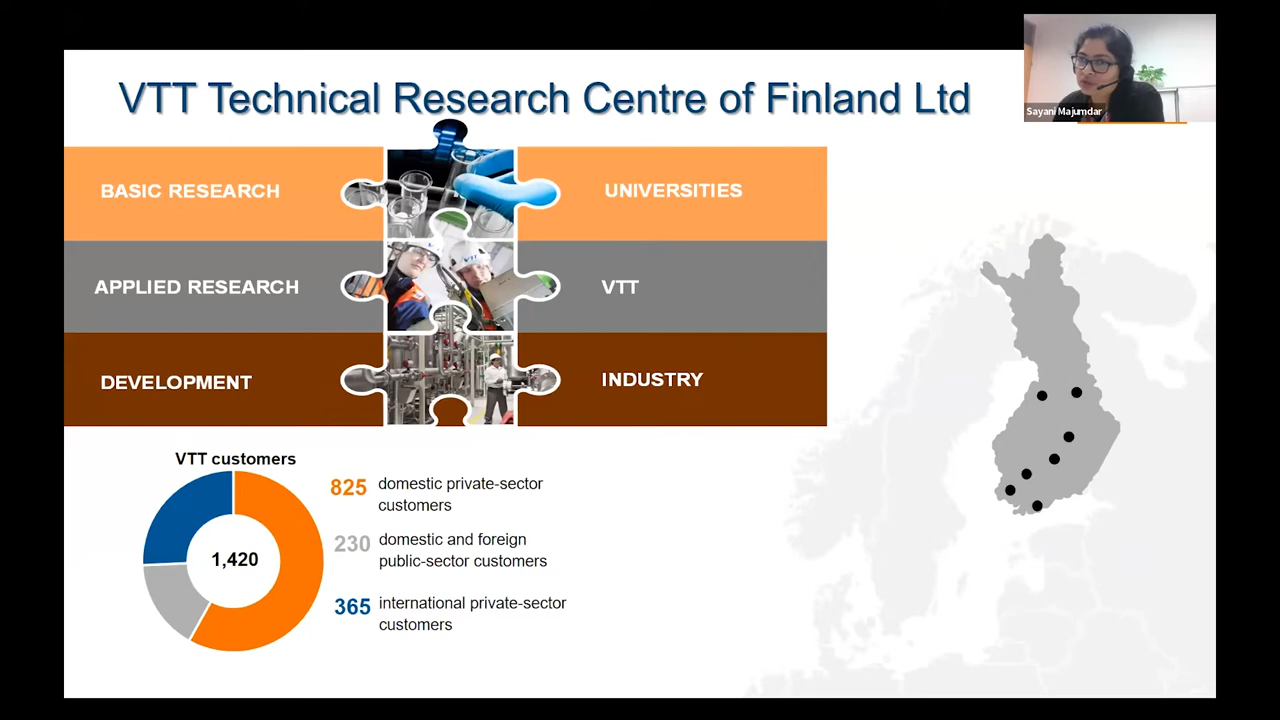 VTT Technical Research Centre of Finland Ltd
Sayani Majumdar
BASIC RESEARCH
UNIVERSITIES
APPLIED RESEARCH
VTT
DEVELOPMENT
INDUSTRY
VTT customers
1,420
825 domestic private-sector
customers
230 domestic and foreign
public-sector customers
365 international private-sector
customers